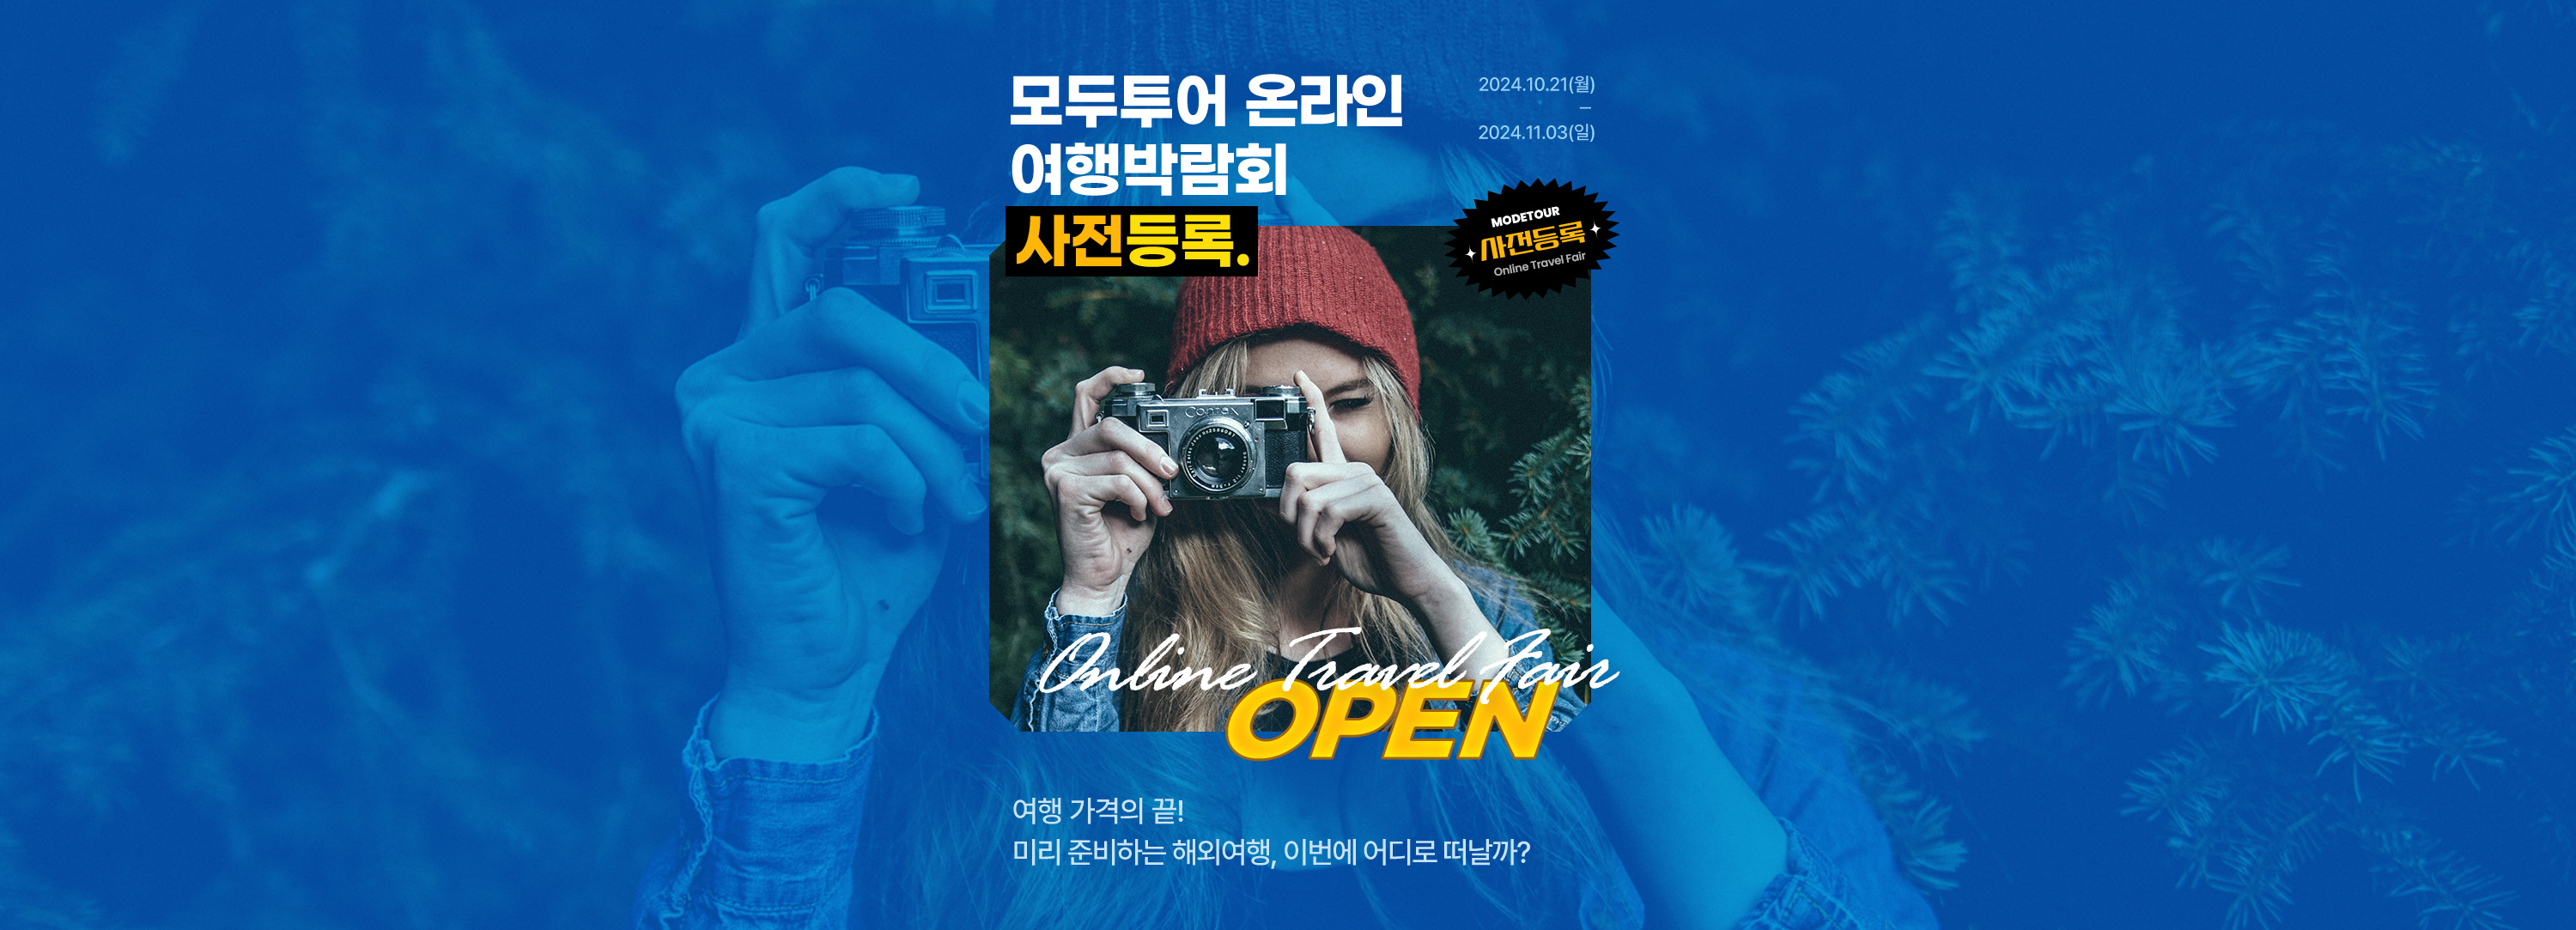 모두투어 온라인
여행박람회
사전등록.
2024.10.21(월)
–
2024.11.03(일)
MODETOUR
사전등록
Online Travel Fair
Contax
Online Travel Fair
OPEN
여행 가격의 끝!
미리 준비하는 해외여행, 이번에 어디로 떠날까?